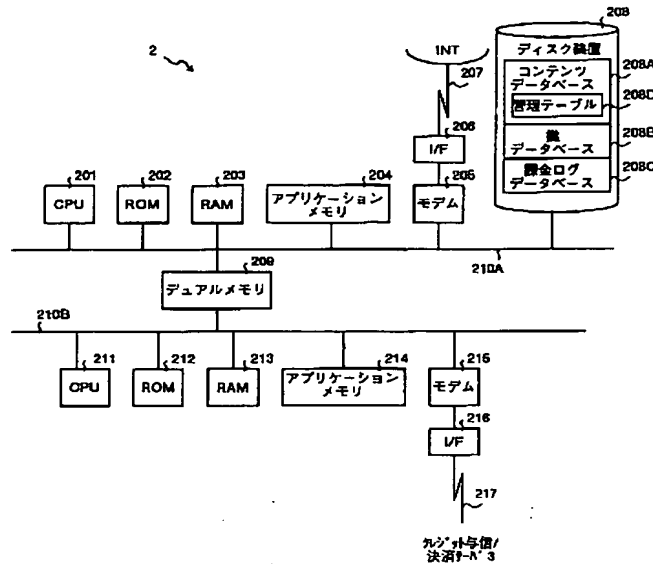 2
INT
207
206
I/F
208
ディスク装置
コンテンツ
データベース
208A
管理テーブル
208D
鍵
データベース
208B
課金ログ
データベース
208C
201
CPU
202
ROM
203
RAM
204
アプリケーション
メモリ
205
モデム
210A
209
デュアルメモリ
210B
211
CPU
212
ROM
213
RAM
214
アプリケーション
メモリ
215
モデム
216
I/F
217
クレジット与信/
決済サーバ 3